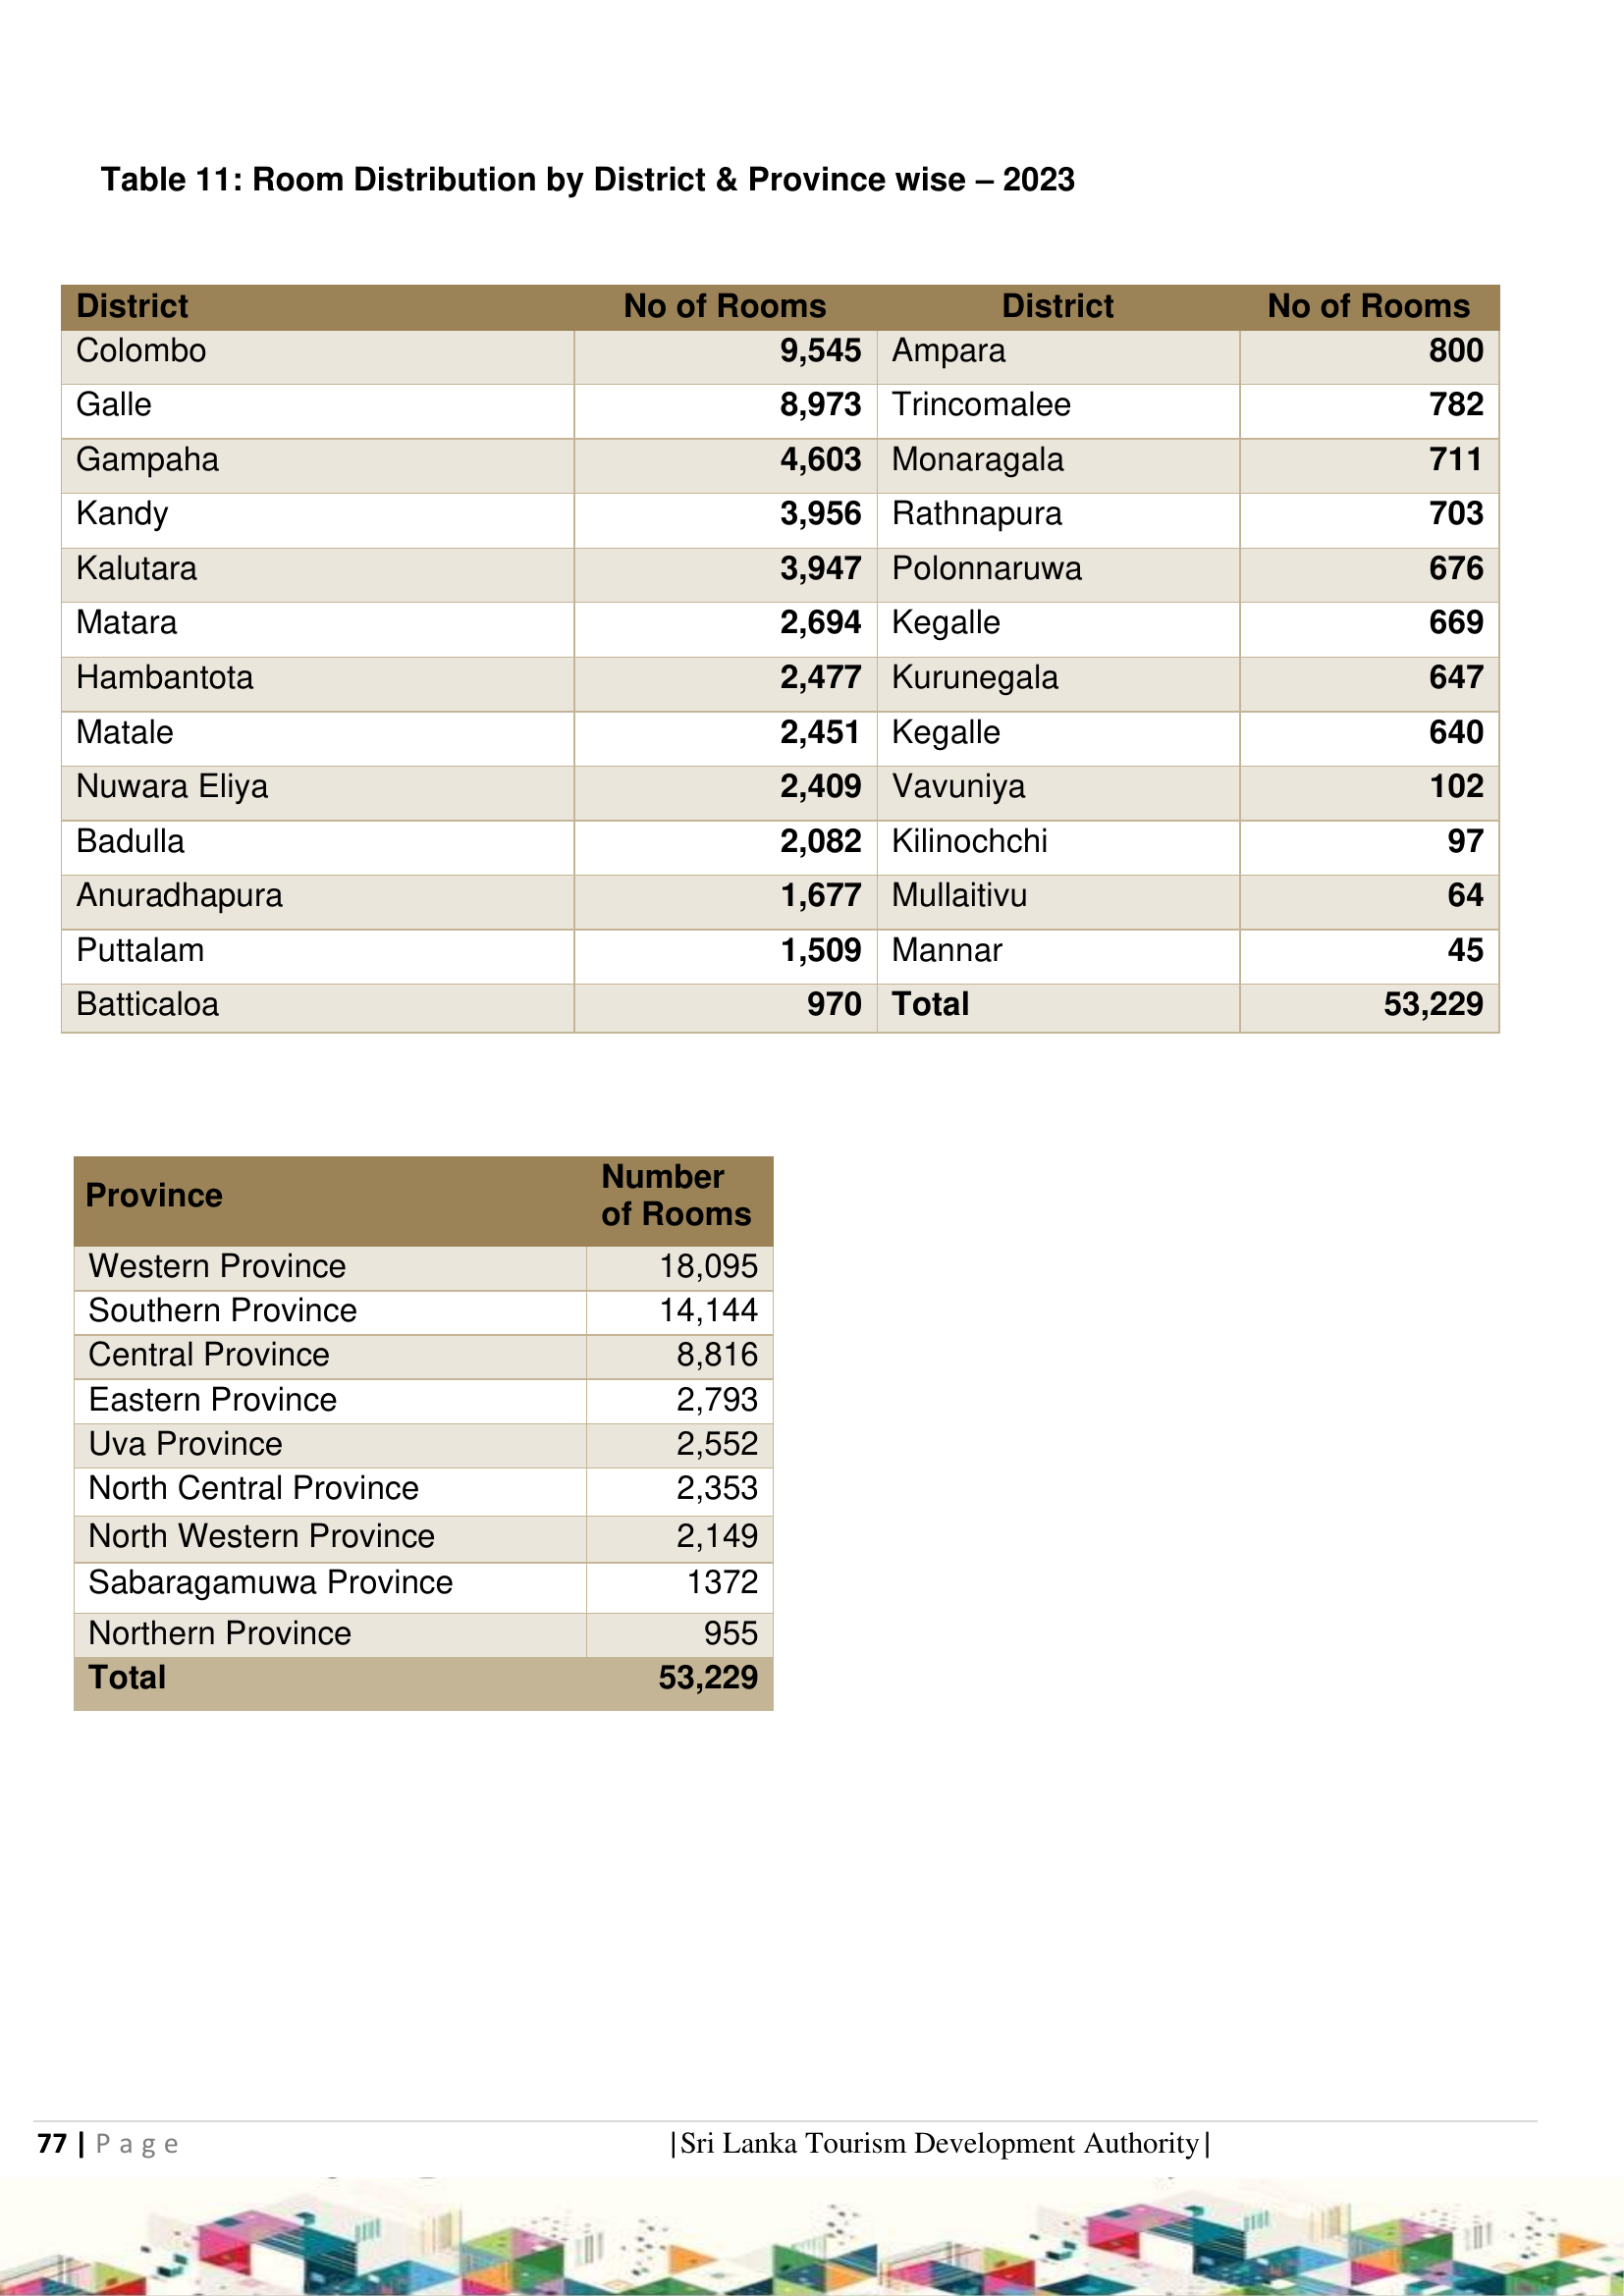 Table 11: Room Distribution by District & Province wise – 2023
District No of Rooms District No of Rooms
Colombo 9,545 Ampara 800
Galle 8,973 Trincomalee 782
Gampaha 4,603 Monaragala 711
Kandy 3,956 Rathnapura 703
Kalutara 3,947 Polonnaruwa 676
Matara 2,694 Kegalle 669
Hambantota 2,477 Kurunegala 647
Matale 2,451 Kegalle 640
Nuwara Eliya 2,409 Vavuniya 102
Badulla 2,082 Kilinochchi 97
Anuradhapura 1,677 Mullaitivu 64
Puttalam 1,509 Mannar 45
Batticaloa 970 Total 53,229
Province Number of Rooms
Western Province 18,095
Southern Province 14,144
Central Province 8,816
Eastern Province 2,793
Uva Province 2,552
North Central Province 2,353
North Western Province 2,149
Sabaragamuwa Province 1372
Northern Province 955
Total 53,229
77 | Page |Sri Lanka Tourism Development Authority|